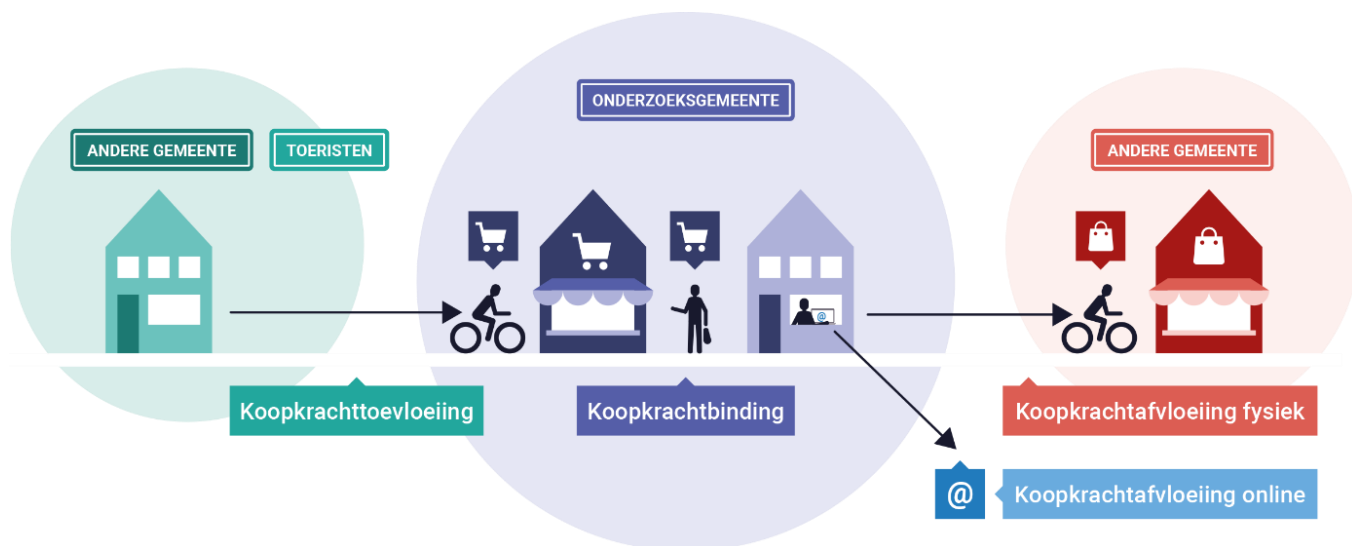 ONDERZOEKSGEMEENTE
ANDERE GEMEENTE
TOERISTEN
ANDERE GEMEENTE
@
Koopkrachttoevloeiing
Koopkrachtbinding
Koopkrachtafvloeiing fysiek
@
Koopkrachtafvloeiing online